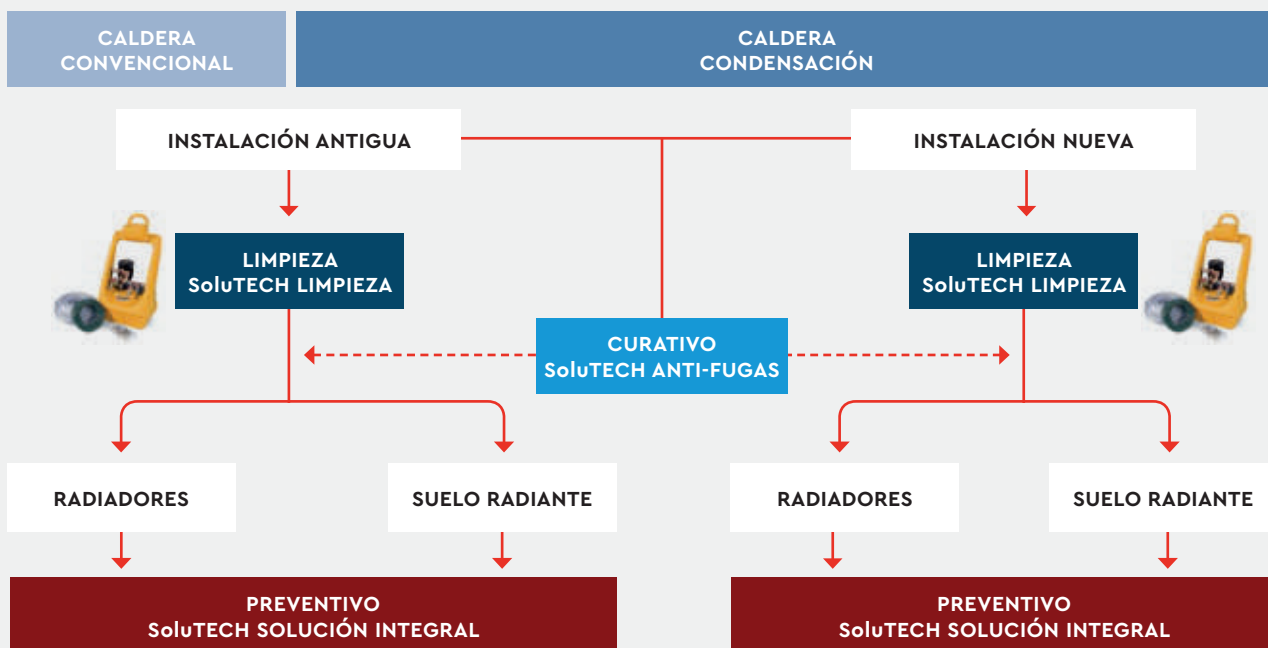 CALDERA
CONVENCIONAL
CALDERA
CONDENSACIÓN
INSTALACIÓN ANTIGUA
INSTALACIÓN NUEVA
LIMPIEZA
SoluTECH LIMPIEZA
LIMPIEZA
SoluTECH LIMPIEZA
CURATIVO
SoluTECH ANTI-FUGAS
RADIADORES
SUELO RADIANTE
RADIADORES
SUELO RADIANTE
PREVENTIVO
SoluTECH SOLUCIÓN INTEGRAL
PREVENTIVO
SoluTECH SOLUCIÓN INTEGRAL